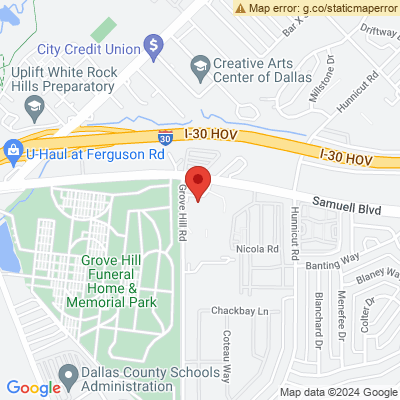 Map error: g.co/staticmaperror
Bar X S
Driftway D
City Credit Union
Creative Arts
Center of Dallas
Millstone Dr
Hunnicut Rd
Uplift White Rock
Hills Preparatory
I-30 HOV
30
I-30 HOV
U-Haul at Ferguson Rd
Grove Hill Rd
Samuell Blvd
Hunnicut Rd
Grove Hill
Funeral
Home &
Memorial Park
Nicola Rd
Banting Way
Blaney Way
Blanchard Dr
Menefee Dr
Colter Dr
Chackbay Ln
Coteau Way
Dallas County Schools
Administration
Google
Map data ©2024 Google